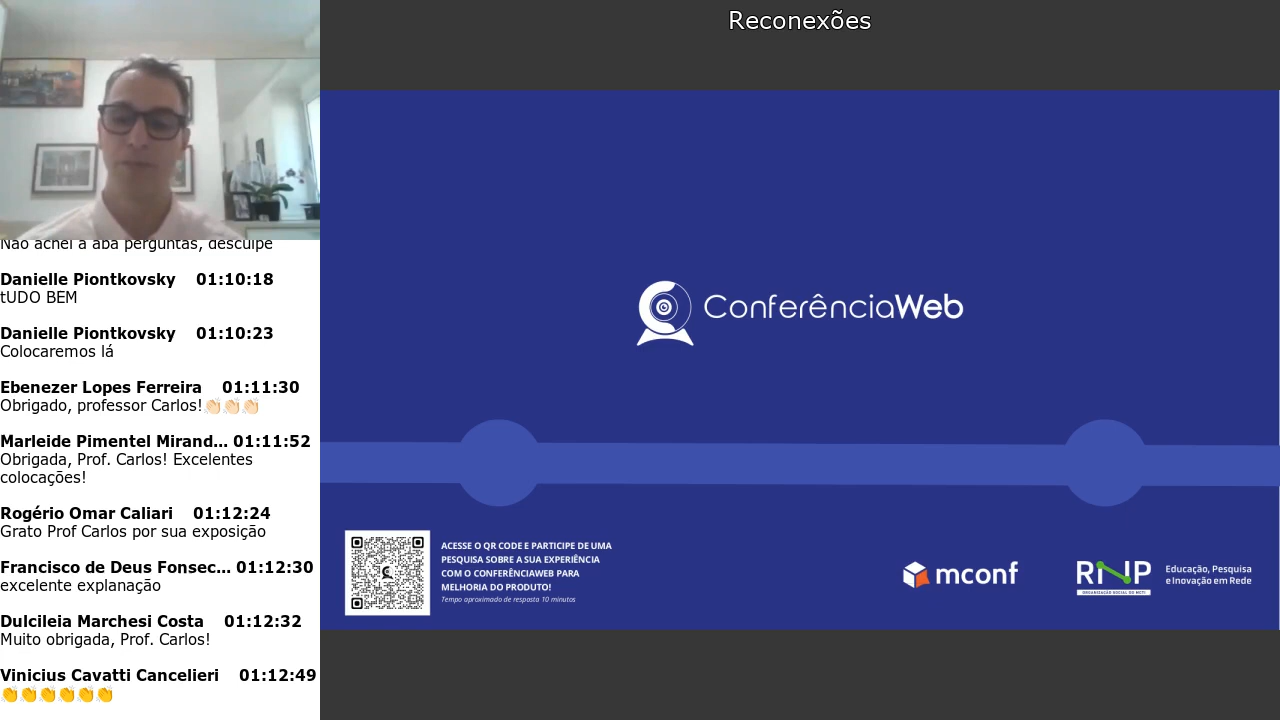 Reconexões
Não achei a aba perguntas, desculpe
Danielle Piontkovsky 01:10:18
tUDO BEM
Danielle Piontkovsky 01:10:23
Colocaremos lá
Ebenezer Lopes Ferreira 01:11:30
Obrigado, professor Carlos!👏🏻👏🏻👏🏻
Marleide Pimentel Mirand... 01:11:52
Obrigada, Prof. Carlos! Excelentes
colocações!
Rogério Omar Caliari 01:12:24
Grato Prof Carlos por sua exposição
Francisco de Deus Fonsec... 01:12:30
excelente explanação
Dulcileia Marchesi Costa 01:12:32
Muito obrigada, Prof. Carlos!
Vinicius Cavatti Cancelieri 01:12:49
👏👏👏👏👏👏
ConferênciaWeb
ACESSE O QR CODE E PARTICIPE DE UMA
PESQUISA SOBRE A SUA EXPERIÊNCIA
COM O CONFERÊNCIAWEB PARA
MELHORIA DO PRODUTO!
Tempo aproximado de resposta 10 minutos
mconf
RNP
ORGANIZAÇÃO SOCIAL DO MCTI
Educação, Pesquisa
e Inovação em Rede